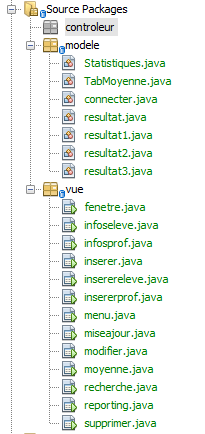 Source Packages
controleur
modele
Statistiques.java
TabMoyenne.java
connecter.java
resultat.java
resultat1.java
resultat2.java
resultat3.java
vue
fenetre.java
infoseleve.java
infosprof.java
inserer.java
inserereleve.java
insererprof.java
menu.java
miseajour.java
modifier.java
moyenne.java
recherche.java
reporting.java
supprimer.java